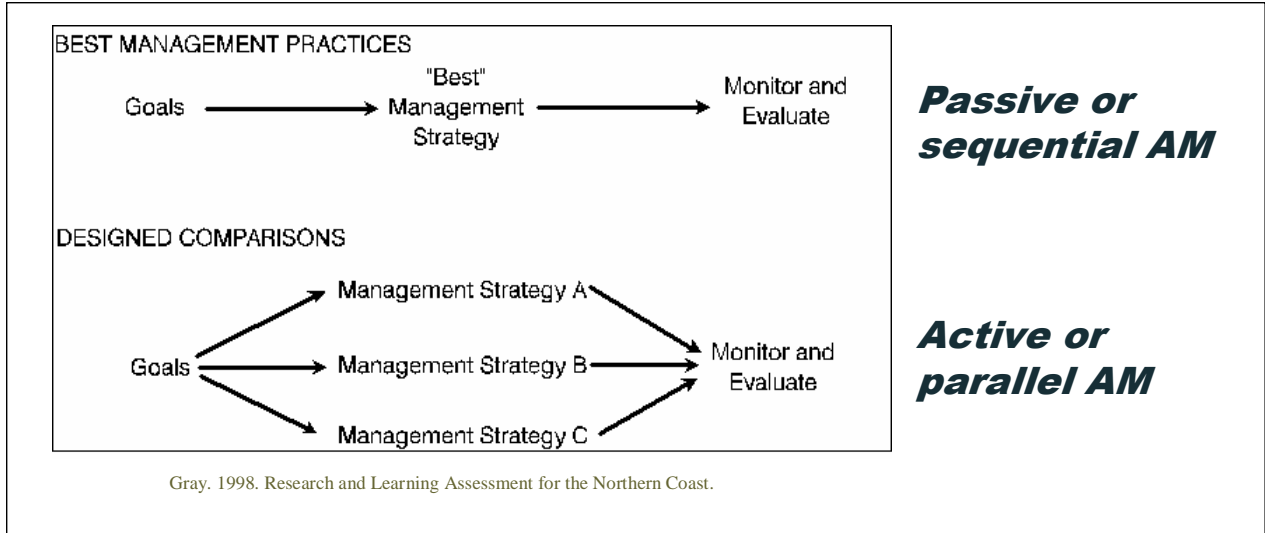 BEST MANAGEMENT PRACTICES
"Best"
Goals
Management
Strategy
Monitor and
Evaluate
Passive or
sequential AM
DESIGNED COMPARISONS
Management Strategy A
Goals
Management Strategy B
Management Strategy C
Monitor and
Evaluate
Active or
parallel AM
Gray. 1998. Research and Learning Assessment for the Northern Coast.